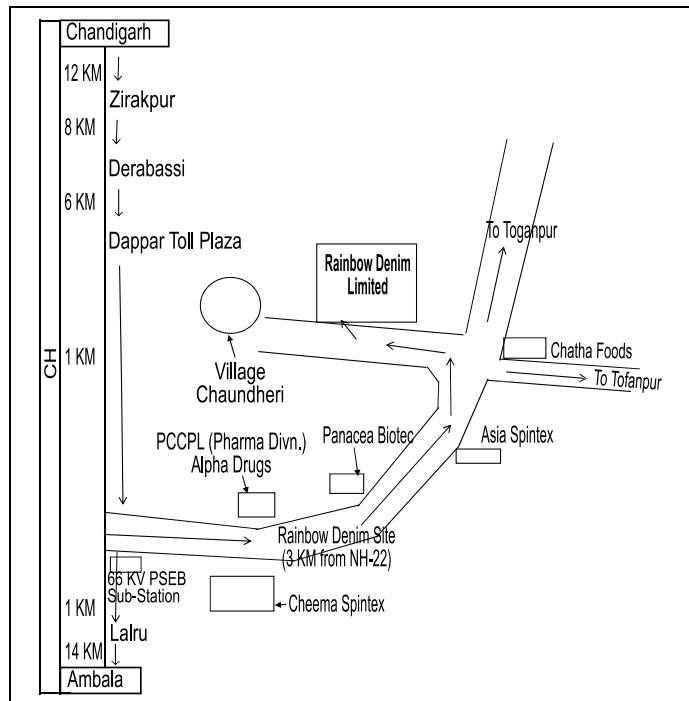 Chandigarh
12 KM
Zirakpur
8 KM
Derabassi
6 KM
Dappar Toll Plaza
To Toganpur
Rainbow Denim
Limited
CH
1 KM
Village
Chaundheri
Chatha Foods
To Tofanpur
PCCPL (Pharma Divn.)
Alpha Drugs
Panacea Biotec
Asia Spintex
Rainbow Denim Site
(3 KM from NH-22)
66 KV PSEB
Sub-Station
Cheema Spintex
1 KM
Lalru
14 KM
Ambala